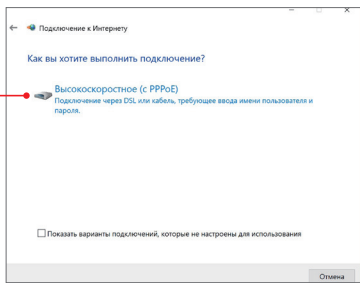 Подключение к Интернету
Как вы хотите выполнить подключение?
Высокоскоростное (с PPPoE)
Подключение через DSL или кабель, требующее ввода имени пользователя и
пароля.
Показать варианты подключений, которые не настроены для использования
Отмена